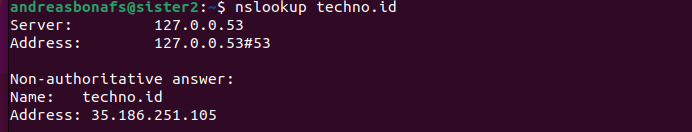 andreasbonafs@sister2:~$ nslookup techno.id
Server:         127.0.0.53
Address:        127.0.0.53#53

Non-authoritative answer:
Name:   techno.id
Address: 35.186.251.105